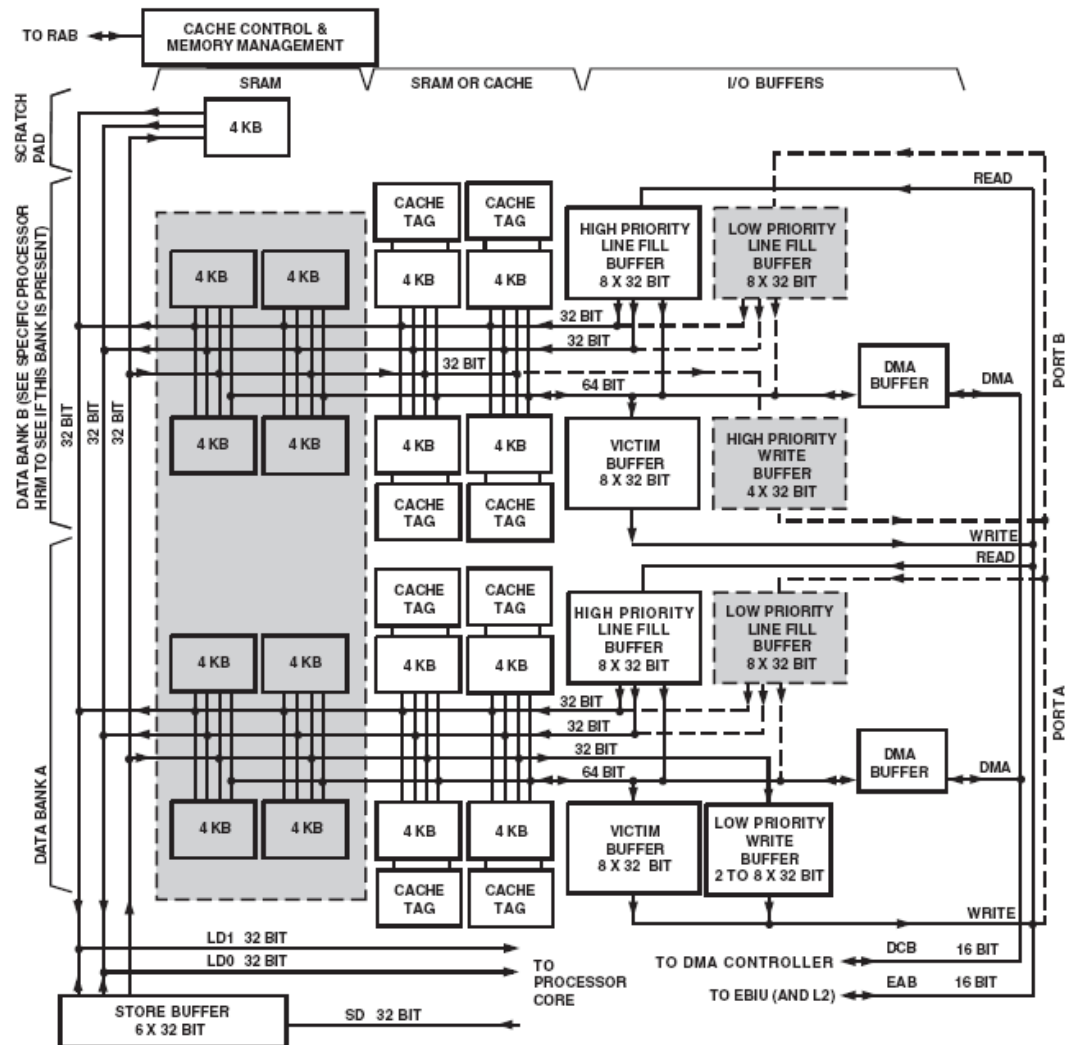 CACHE CONTROL &
MEMORY MANAGEMENT
TO RAB
SRAM
SRAM OR CACHE
I/O BUFFERS
SCRATCH
PAD
4 KB
READ
DATA BANK B (SEE SPECIFIC PROCESSOR
HRM TO SEE IF THIS BANK IS PRESENT)
CACHE
TAG
CACHE
TAG
HIGH PRIORITY
LINE FILL
BUFFER
8 X 32 BIT
LOW PRIORITY
LINE FILL
BUFFER
8 X 32 BIT
4 KB
4 KB
4 KB
4 KB
32 BIT
32 BIT
32 BIT
64 BIT
32 BIT
32 BIT
32 BIT
DMA
BUFFER
DMA
PORT B
4 KB
4 KB
4 KB
4 KB
VICTIM
BUFFER
8 X 32 BIT
HIGH PRIORITY
WRITE
BUFFER
4 X 32 BIT
CACHE
TAG
CACHE
TAG
WRITE
READ
DATA BANK A
CACHE
TAG
CACHE
TAG
HIGH PRIORITY
LINE FILL
BUFFER
8 X 32 BIT
LOW PRIORITY
LINE FILL
BUFFER
8 X 32 BIT
4 KB
4 KB
4 KB
4 KB
32 BIT
32 BIT
32 BIT
64 BIT
DMA
BUFFER
DMA
PORT A
4 KB
4 KB
4 KB
4 KB
VICTIM
BUFFER
8 X 32 BIT
LOW PRIORITY
WRITE
BUFFER
2 TO 8 X 32 BIT
CACHE
TAG
CACHE
TAG
WRITE
LD1 32 BIT
LD0 32 BIT
TO
PROCESSOR
CORE
TO DMA CONTROLLER
DCB 16 BIT
TO EBIU (AND L2)
EAB 16 BIT
STORE BUFFER
6 X 32 BIT
SD 32 BIT